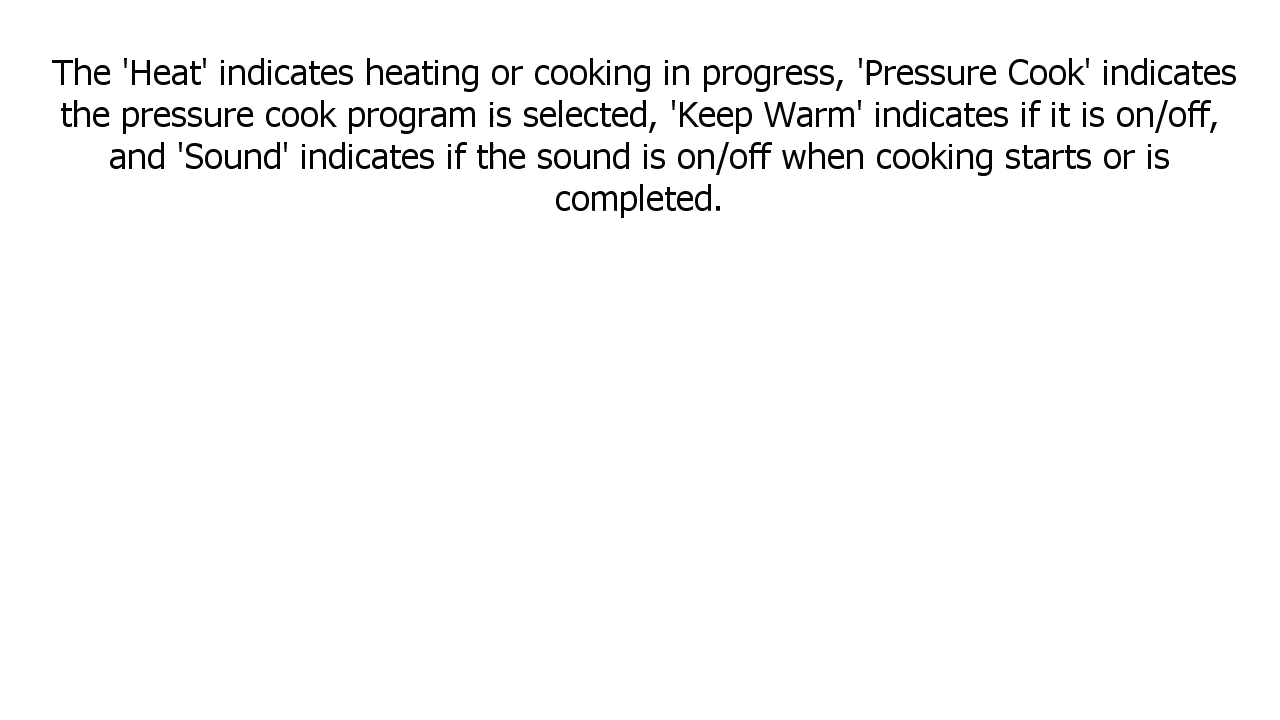 The 'Heat' indicates heating or cooking in progress, 'Pressure Cook' indicates
the pressure cook program is selected, 'Keep Warm' indicates if it is on/off,
and 'Sound' indicates if the sound is on/off when cooking starts or is
completed.